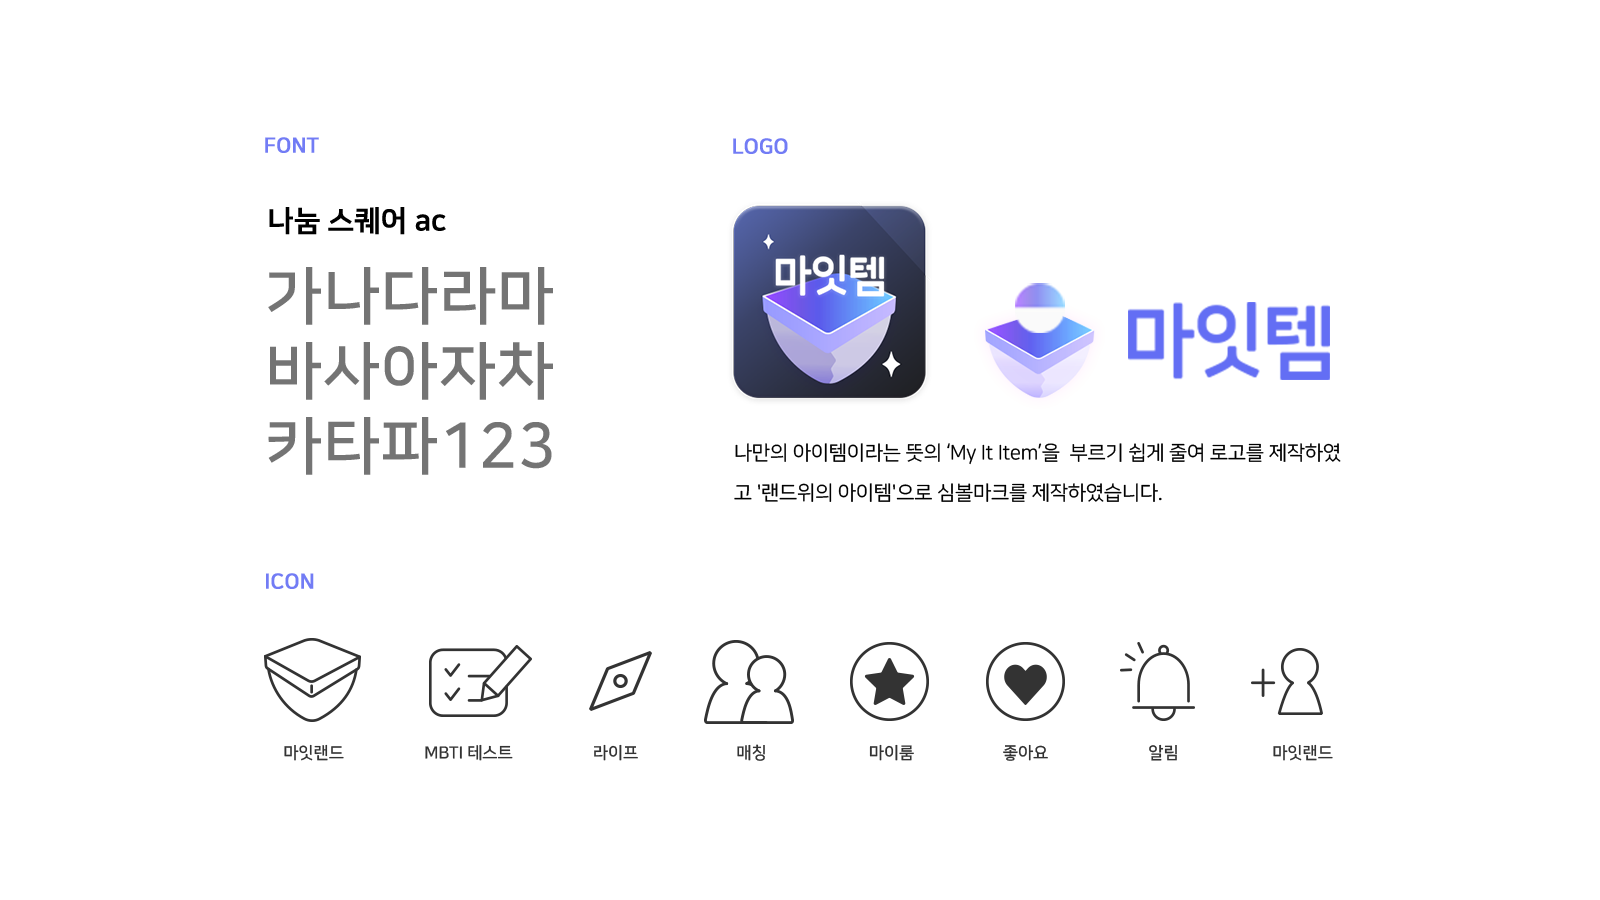 FONT
나눔 스퀘어 ac
가나다라마
바사아자차
카타파123
LOGO
마잇템
마잇템
나만의 아이템이라는 뜻의 ‘My It Item’을  부르기 쉽게 줄여 로고를 제작하였
고 '랜드위의 아이템'으로 심볼마크를 제작하였습니다.
ICON
마잇랜드
MBTI 테스트
라이프
매칭
마이룸
좋아요
알림
마잇랜드